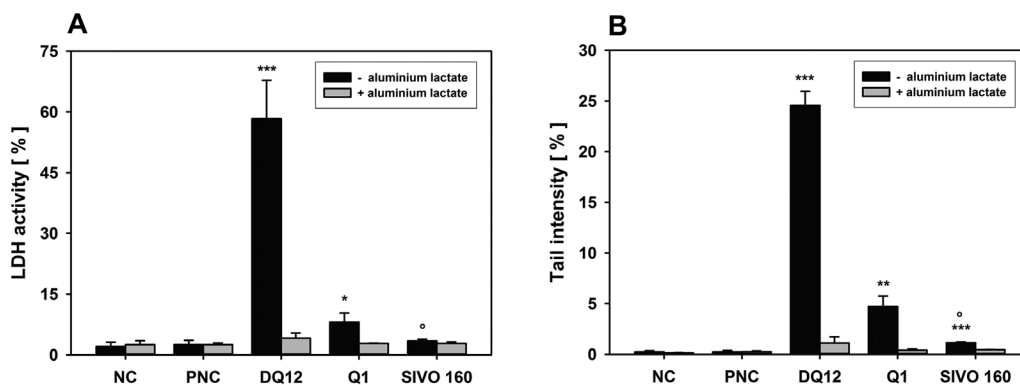 A
LDH activity [ % ]
75
60
45
30
15
0
***
*
°
- aluminium lactate
+ aluminium lactate
NC PNC DQ12 Q1 SIVO 160
B
Tail intensity [ % ]
30
25
20
15
10
5
0
***
**
°
***
- aluminium lactate
+ aluminium lactate
NC PNC DQ12 Q1 SIVO 160